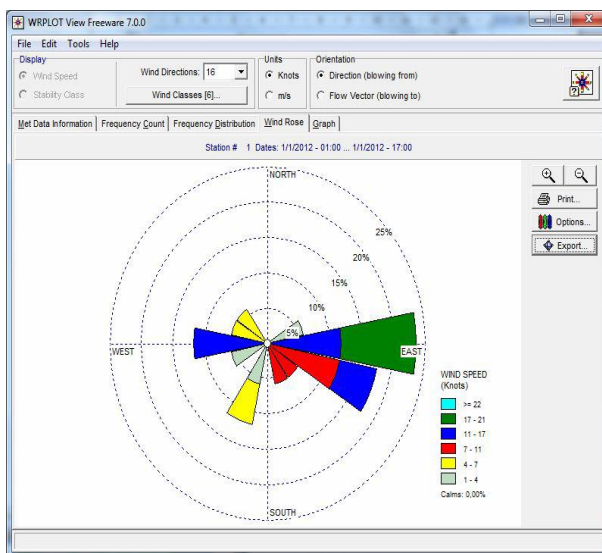 WRPLOT View Freeware 7.0.0
File Edit Tools Help
Display
Wind Speed
Stability Class
Wind Directions: 16
Wind Classes [6]...
Units
Knots
m/s
Orientation
Direction (blowing from)
Flow Vector (blowing to)
?
Met Data Information Frequency Count Frequency Distribution Wind Rose Graph
Station # 1 Dates: 1/1/2012 - 01:00 ... 1/1/2012 - 17:00
Print...
Options...
Export...
NORTH
25%
20%
15%
10%
5%
WEST
EAST
SOUTH
WIND SPEED
(Knots)
>= 22
17 - 21
11 - 17
7 - 11
4 - 7
1 - 4
Calms: 0,00%